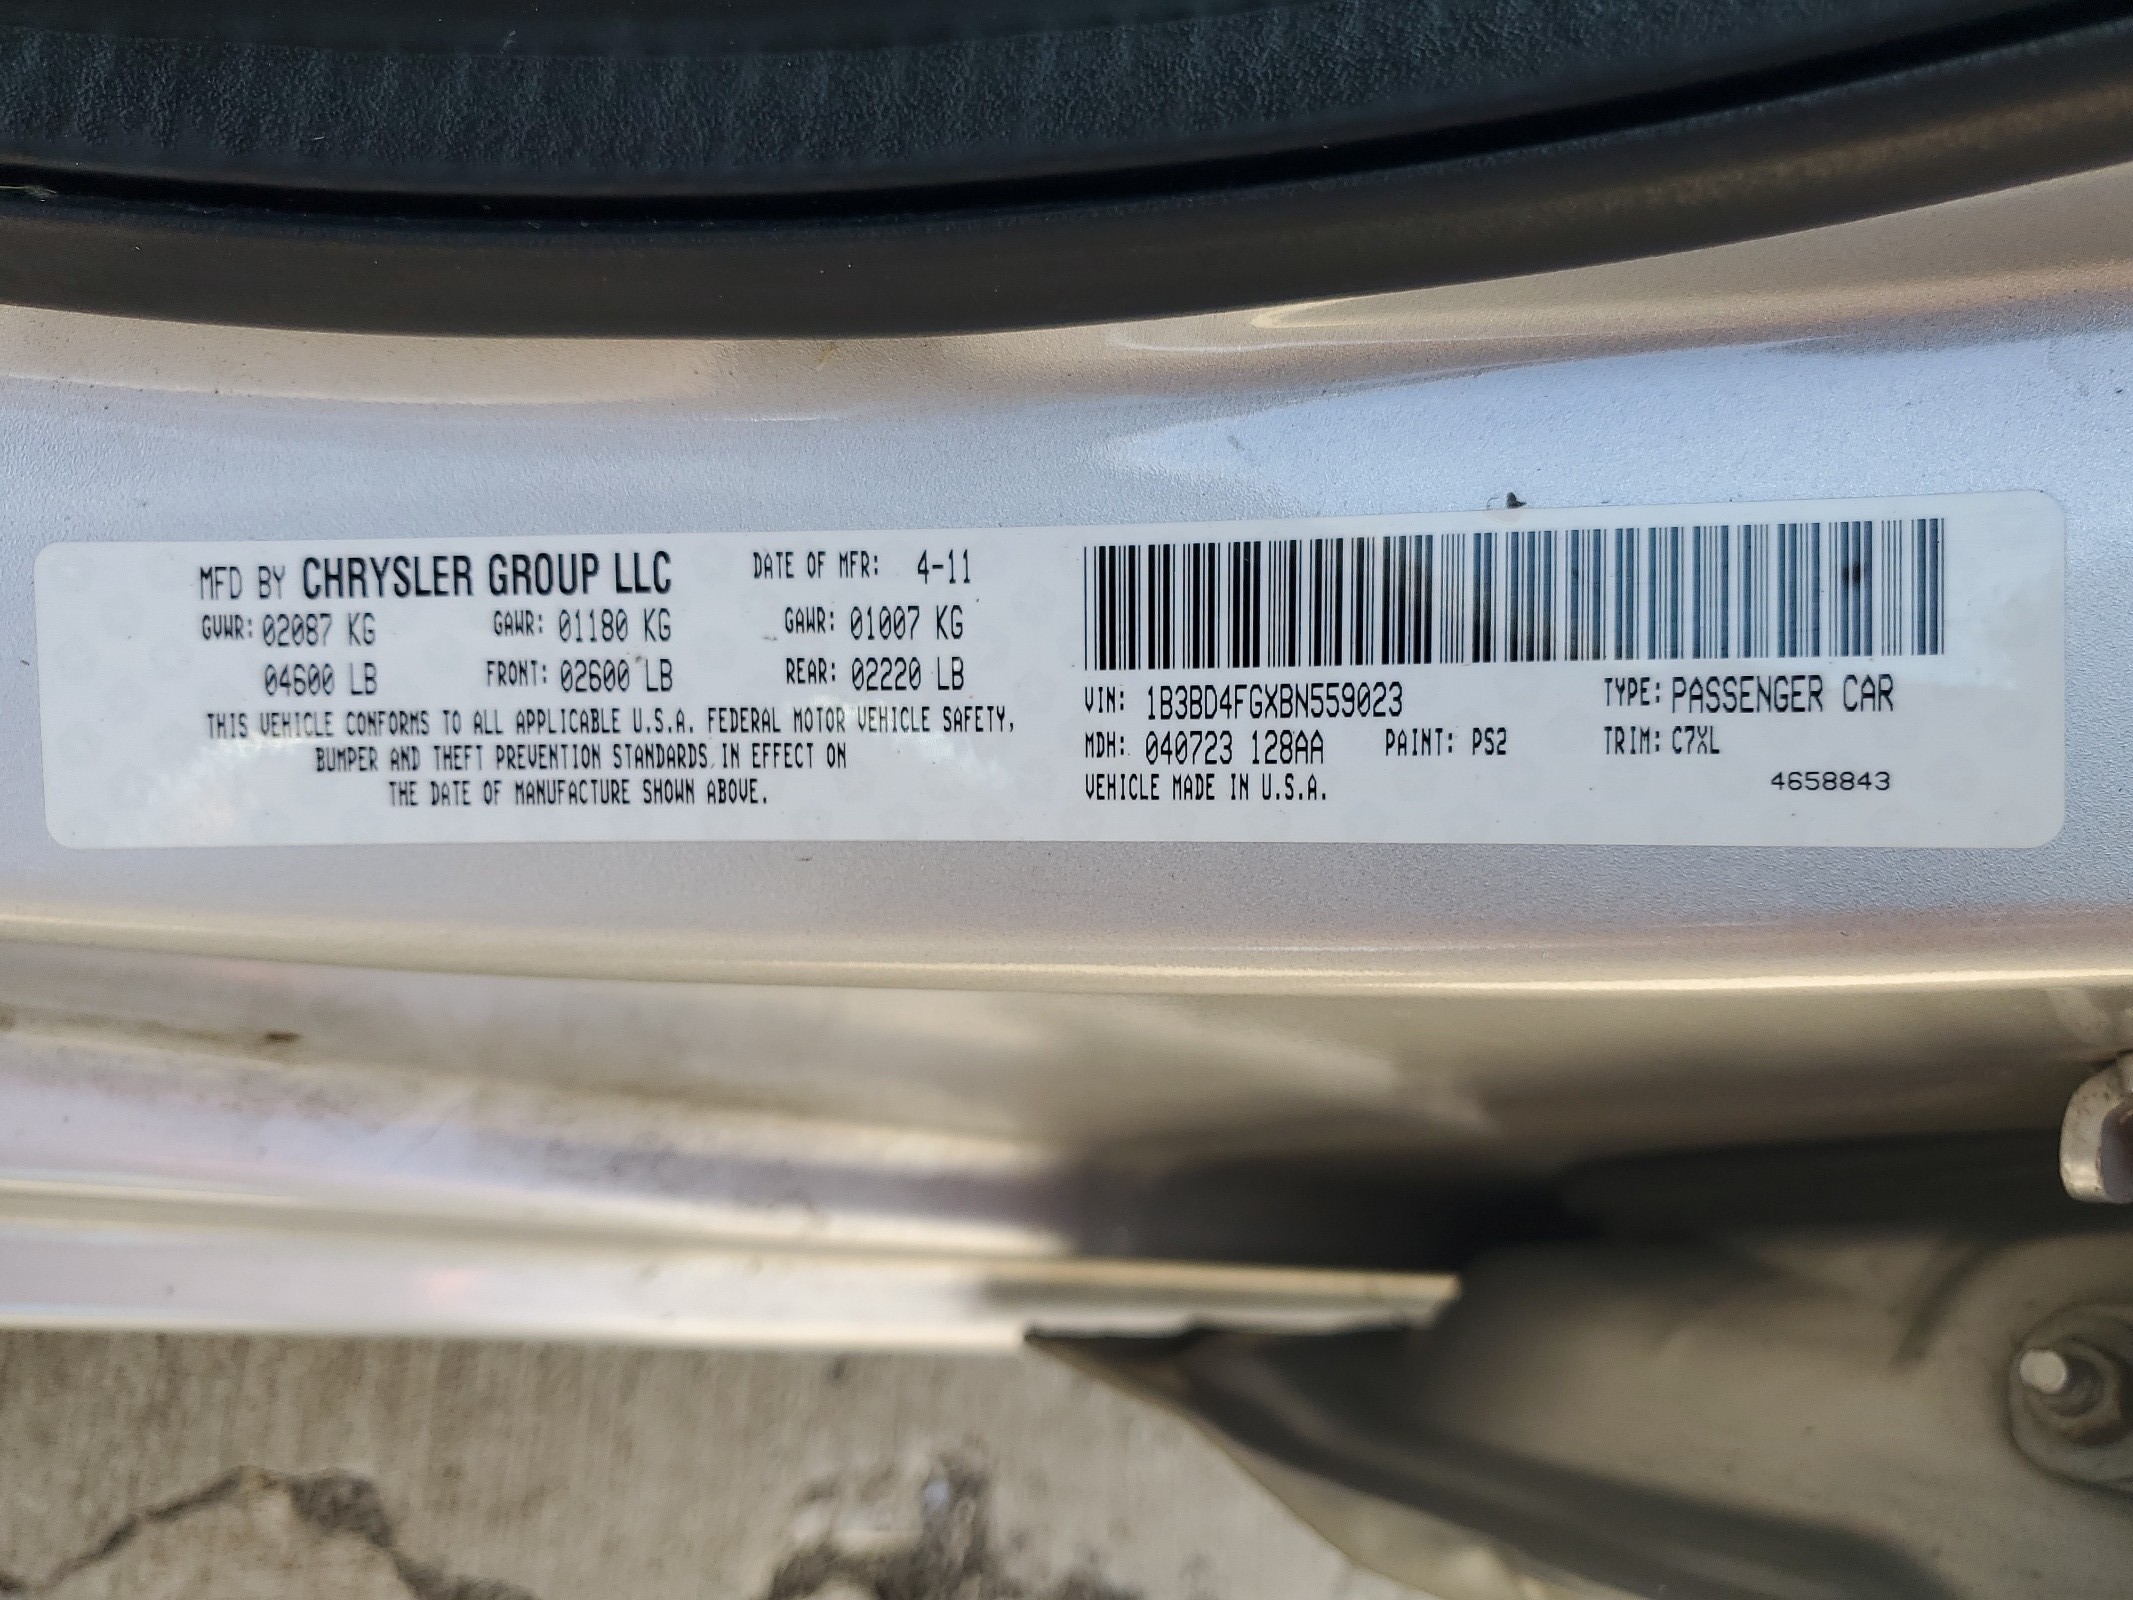 MFD BY CHRYSLER GROUP LLC DATE OF MFR: 4-11
GVWR: 02087 KG GAWR: 01180 KG GAWR: 01007 KG
04600 LB FRONT: 02600 LB REAR: 02220 LB
THIS VEHICLE CONFORMS TO ALL APPLICABLE U.S.A. FEDERAL MOTOR VEHICLE SAFETY,
BUMPER AND THEFT PREVENTION STANDARDS IN EFFECT ON
THE DATE OF MANUFACTURE SHOWN ABOVE.
VIN: 1B3BD4FGXBN559023 TYPE: PASSENGER CAR
MDH: 040723 128AA PAINT: PS2 TRIM: C7XL
VEHICLE MADE IN U.S.A.
4658843